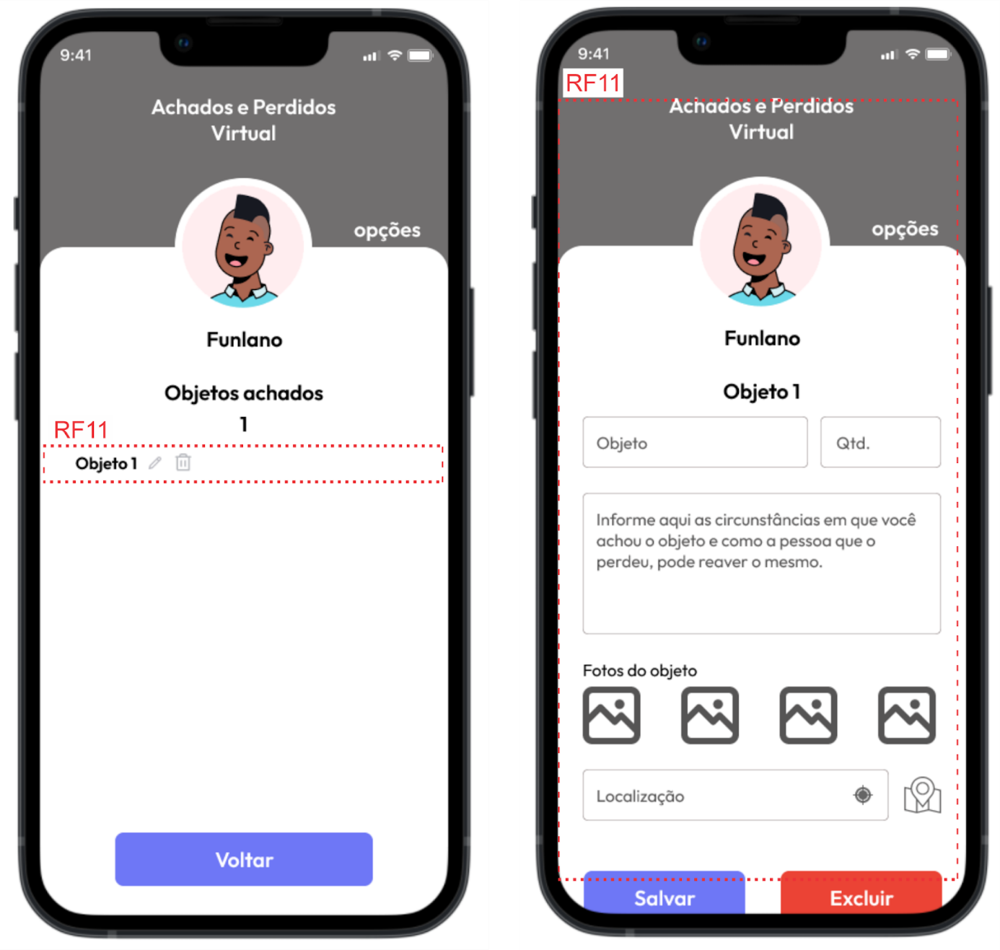 9:41
Achados e Perdidos
Virtual
opções
Funlano
Objetos achados
1
RF11
Objeto 1
Voltar
9:41
RF11
Achados e Perdidos
Virtual
opções
Funlano
Objeto 1
Objeto
Qtd.
Informe aqui as circunstâncias em que você
achou o objeto e como a pessoa que o
perdeu, pode reaver o mesmo.
Fotos do objeto
Localização
Salvar
Excluir